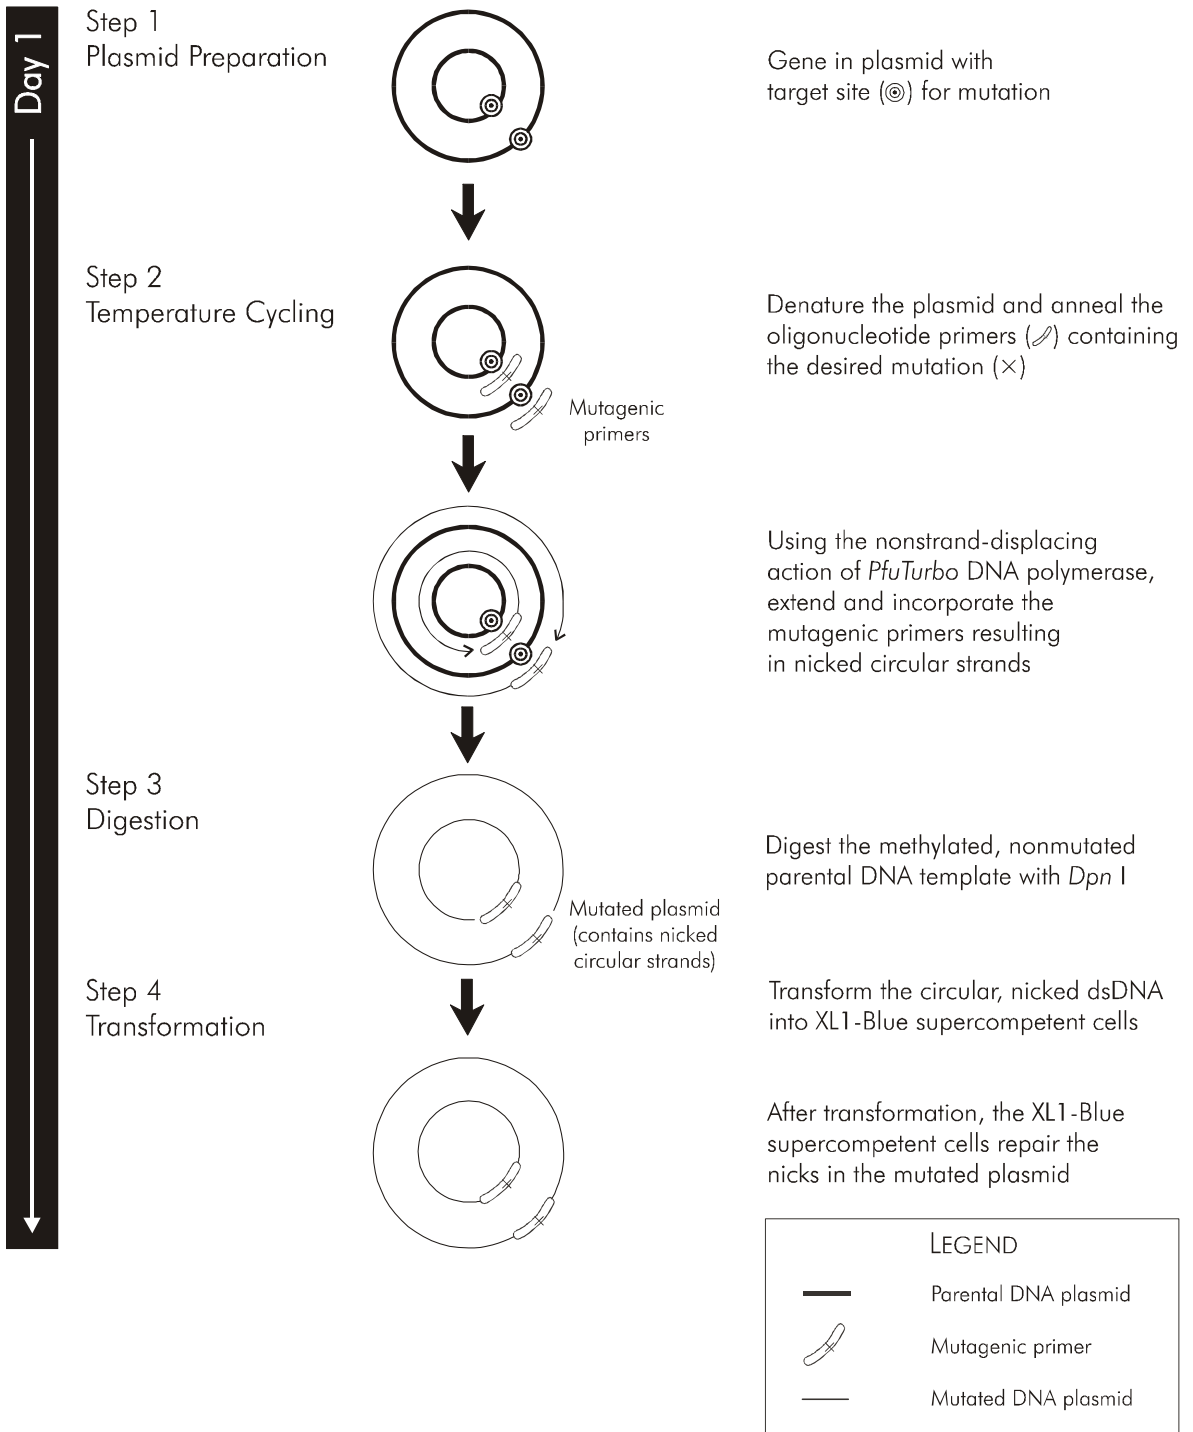 Day 1
Step 1
Plasmid Preparation
Gene in plasmid with
target site (◎) for mutation
Step 2
Temperature Cycling
Denature the plasmid and anneal the
oligonucleotide primers ( ) containing
the desired mutation (×)
Mutagenic
primers
Using the nonstrand-displacing
action of PfuTurbo DNA polymerase,
extend and incorporate the
mutagenic primers resulting
in nicked circular strands
Step 3
Digestion
Digest the methylated, nonmutated
parental DNA template with Dpn I
Mutated plasmid
(contains nicked
circular strands)
Step 4
Transformation
Transform the circular, nicked dsDNA
into XL1-Blue supercompetent cells
After transformation, the XL1-Blue
supercompetent cells repair the
nicks in the mutated plasmid
LEGEND
Parental DNA plasmid
Mutagenic primer
Mutated DNA plasmid